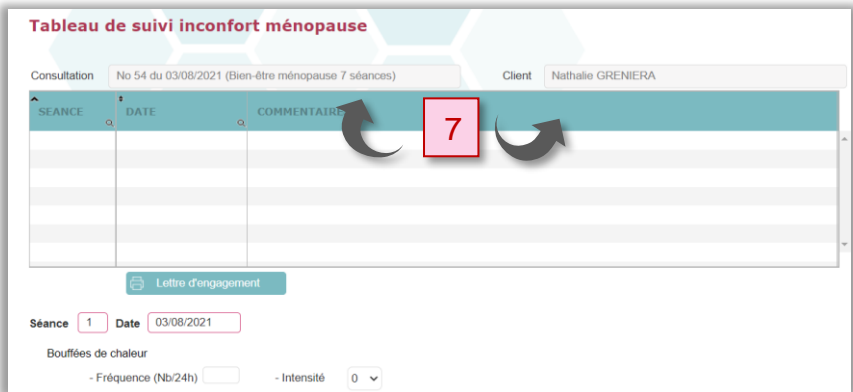 Tableau de suivi inconfort ménopause
Consultation No 54 du 03/08/2021 (Bien-être ménopause 7 séances) Client Nathalie GRENIERA
SEANCE DATE COMMENTAIRE
7
Lettre d'engagement
Séance 1 Date 03/08/2021
Bouffées de chaleur
- Fréquence (Nb/24h) - Intensité 0